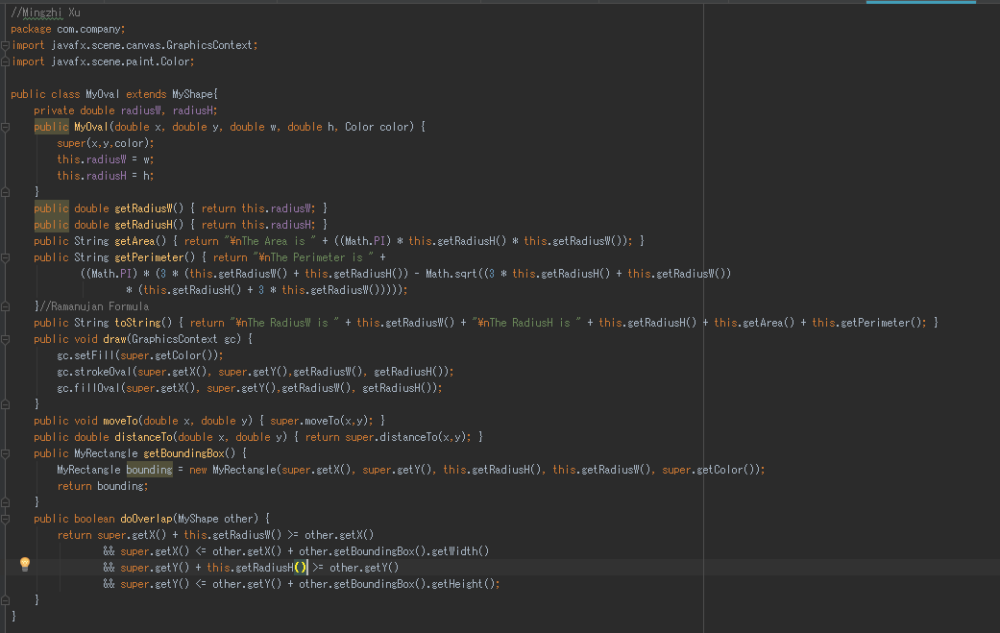 //Mingzhi Xu
package com.company;
import javafx.scene.canvas.GraphicsContext;
import javafx.scene.paint.Color;
public class MyOval extends MyShape{
private double radiusW, radiusH;
public MyOval(double x, double y, double w, double h, Color color) {
super(x,y,color);
this.radiusW = w;
this.radiusH = h;
}
public double getRadiusW() { return this.radiusW; }
public double getRadiusH() { return this.radiusH; }
public String getArea() { return "¥nThe Area is " + ((Math.PI) * this.getRadiusH() * this.getRadiusW()); }
public String getPerimeter() { return "¥nThe Perimeter is " +
((Math.PI) * (3 * (this.getRadiusW() + this.getRadiusH()) - Math.sqrt((3 * this.getRadiusH() + this.getRadiusW())
* (this.getRadiusH() + 3 * this.getRadiusW()))));
}//Ramanujan Formula
public String toString() { return "¥nThe RadiusW is " + this.getRadiusW() + "¥nThe RadiusH is " + this.getRadiusH() + this.getArea() + this.getPerimeter(); }
public void draw(GraphicsContext gc) {
gc.setFill(super.getColor());
gc.strokeOval(super.getX(), super.getY(),getRadiusW(), getRadiusH());
gc.fillOval(super.getX(), super.getY(),getRadiusW(), getRadiusH());
}
public void moveTo(double x, double y) { super.moveTo(x,y); }
public double distanceTo(double x, double y) { return super.distanceTo(x,y); }
public MyRectangle getBoundingBox() {
MyRectangle bounding = new MyRectangle(super.getX(), super.getY(), this.getRadiusH(), this.getRadiusW(), super.getColor());
return bounding;
}
public boolean doOverlap(MyShape other) {
return super.getX() + this.getRadiusW() >= other.getX()
&& super.getX() <= other.getX() + other.getBoundingBox().getWidth()
&& super.getY() + this.getRadiusH() >= other.getY()
&& super.getY() <= other.getY() + other.getBoundingBox().getHeight();
}
}